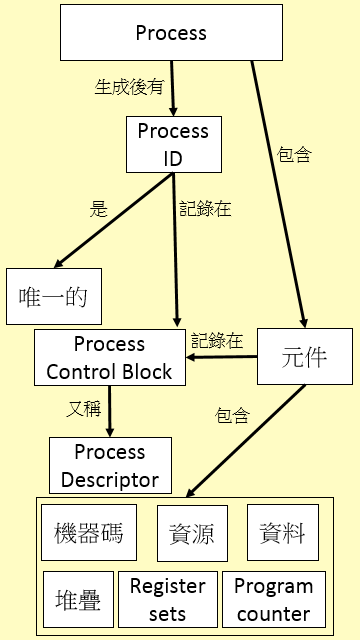 Process
生成後有
Process
ID
包含
是
記錄在
唯一的
Process
Control Block
記錄在
元件
又稱
包含
Process
Descriptor
機器碼
資源
資料
堆疊
Register
sets
Program
counter